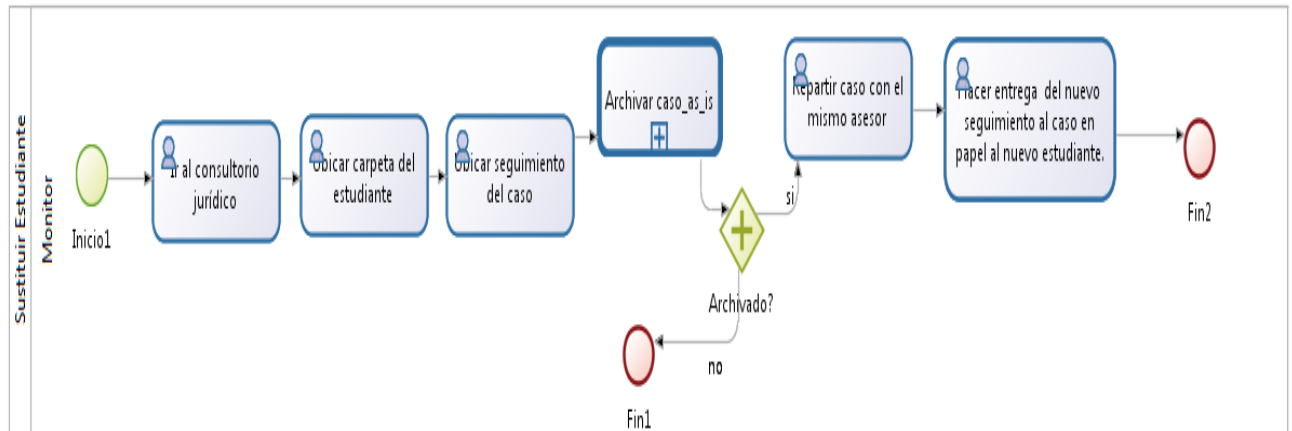 Sustituir Estudiante
Monitor
Inicio1
Ir al consultorio
jurídico
Ubicar carpeta del
estudiante
Ubicar seguimiento
del caso
Archivar caso_as_is
Archivado?
si
no
Fin1
Repartir caso con el
mismo asesor
Hacer entrega del nuevo
seguimiento al caso en
papel al nuevo estudiante.
Fin2